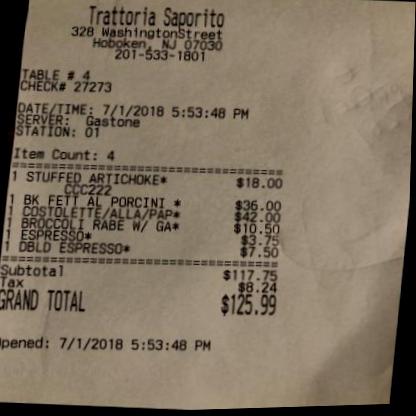 Trattoria Saporito
328 WashingtonStreet
Hoboken, NJ 07030
201-533-1801
TABLE # 4
CHECK# 27273
DATE/TIME: 7/1/2018 5:53:48 PM
SERVER: Gastone
STATION: 01
Item Count: 4
1 STUFFED ARTICHOKE* $18.00
CCC222
1 BK FETT AL PORCINI * $36.00
1 COSTOLETTE/ALLA/PAP* $42.00
1 BROCCOLI RABE W/ GA* $10.50
1 ESPRESSO* $3.75
1 DBLD ESPRESSO* $7.50
Subtotal $117.75
Tax $8.24
GRAND TOTAL $125.99
Opened: 7/1/2018 5:53:48 PM